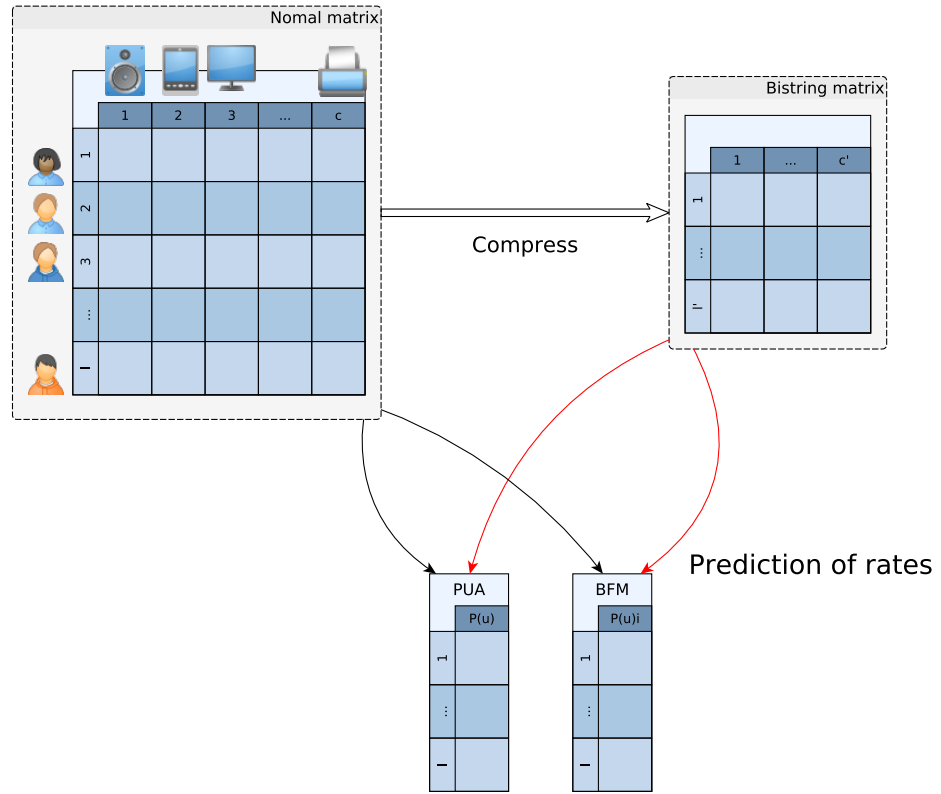 Nomal matrix
1 2 3 ... c
1
2
3
...
l
Compress
Bistring matrix
1 ... c'
1
...
l'
Prediction of rates
PUA
P(u)
1
...
l
BFM
P(u)i
1
...
l